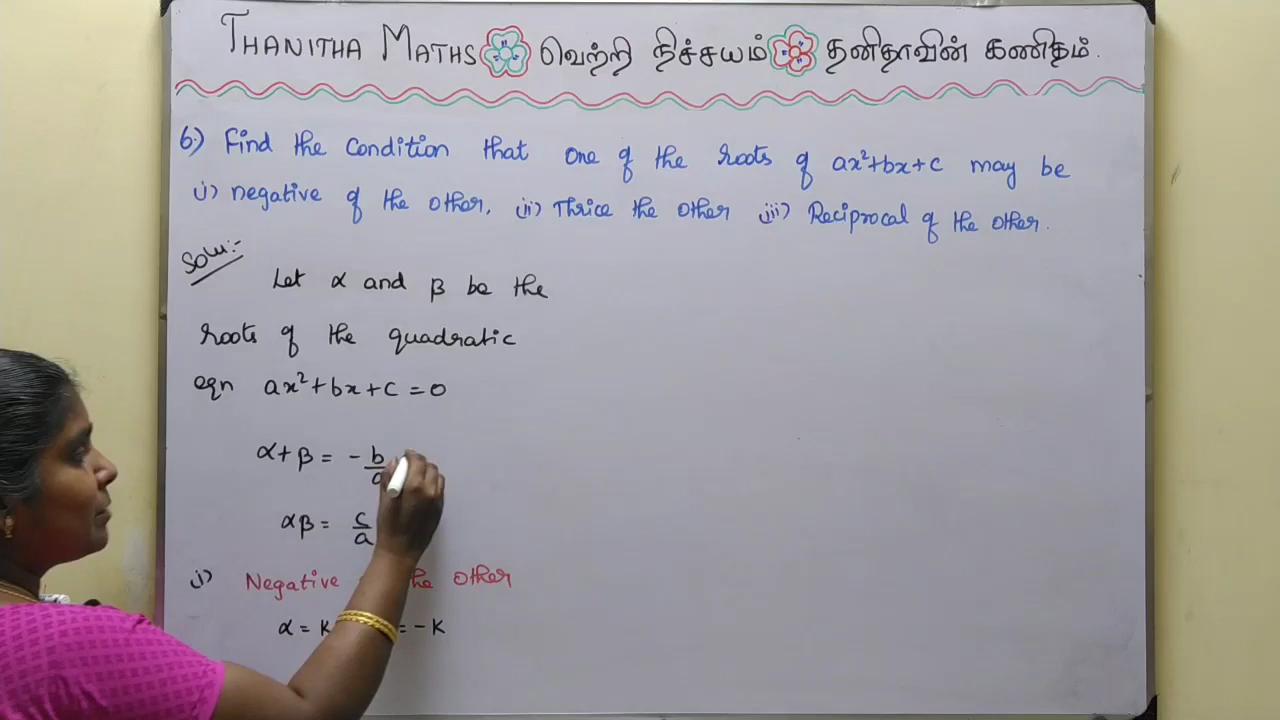 THANITHA MATHS வெற்றி நிச்சயம் தனிதாவின் கணிதம்.
6.) Find the Condition that one of the roots of ax²+bx+c may be
i) negative of the other. ii) Thrice the other iii) Reciprocal of the other.
Solu:-
Let α and β be the
roots of the quadratic
eqn ax²+bx+c=0
α+β = -b/a
αβ = c/a
i) Negative the other
α = K = -K